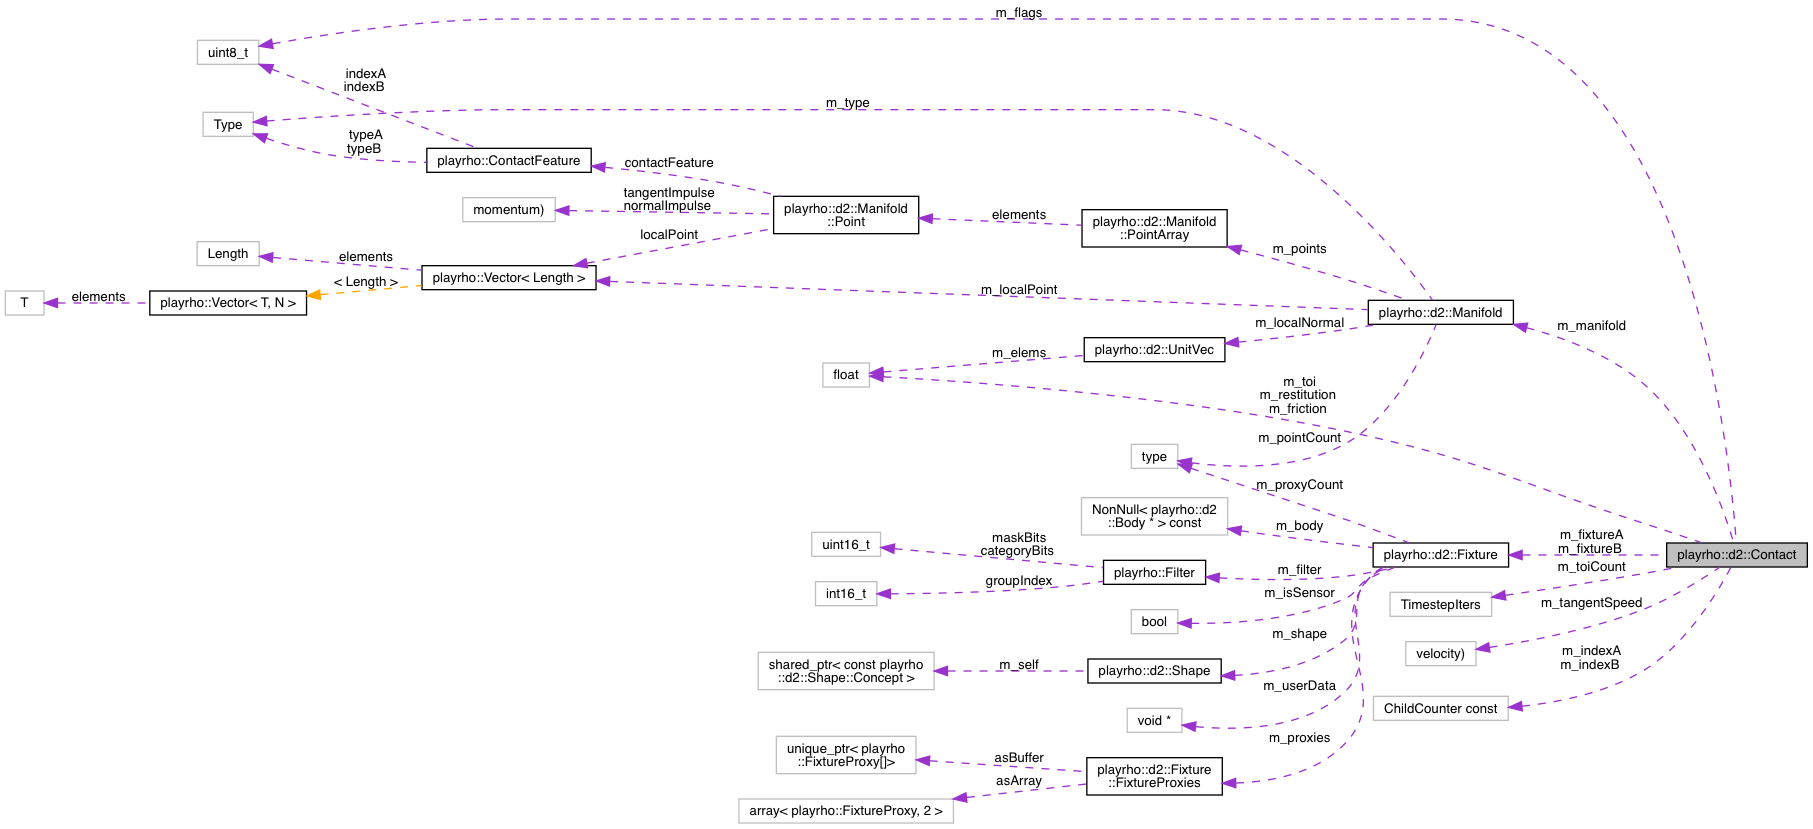 m_flags
uint8_t
indexA
indexB
m_type
Type
typeA
typeB
playrho::ContactFeature
contactFeature
tangentImpulse
normalImpulse
momentum)
playrho::d2::Manifold
::Point
elements
playrho::d2::Manifold
::PointArray
localPoint
m_points
Length
elements
playrho::Vector< Length >
< Length >
m_localPoint
T
elements
playrho::Vector< T, N >
playrho::d2::Manifold
m_localNormal
m_manifold
playrho::d2::UnitVec
m_elems
float
m_toi
m_restitution
m_friction
m_pointCount
type
m_proxyCount
NonNull< playrho::d2
::Body * > const
m_body
uint16_t
maskBits
categoryBits
playrho::d2::Fixture
m_fixtureA
m_fixtureB
playrho::d2::Contact
playrho::Filter
m_filter
m_toiCount
int16_t
groupIndex
m_isSensor
TimestepIters
m_tangentSpeed
bool
m_shape
velocity)
shared_ptr< const playrho
::d2::Shape::Concept >
m_self
playrho::d2::Shape
m_indexA
m_indexB
m_userData
ChildCounter const
void *
m_proxies
unique_ptr< playrho
::FixtureProxy[]>
asBuffer
playrho::d2::Fixture
::FixtureProxies
asArray
array< playrho::FixtureProxy, 2 >